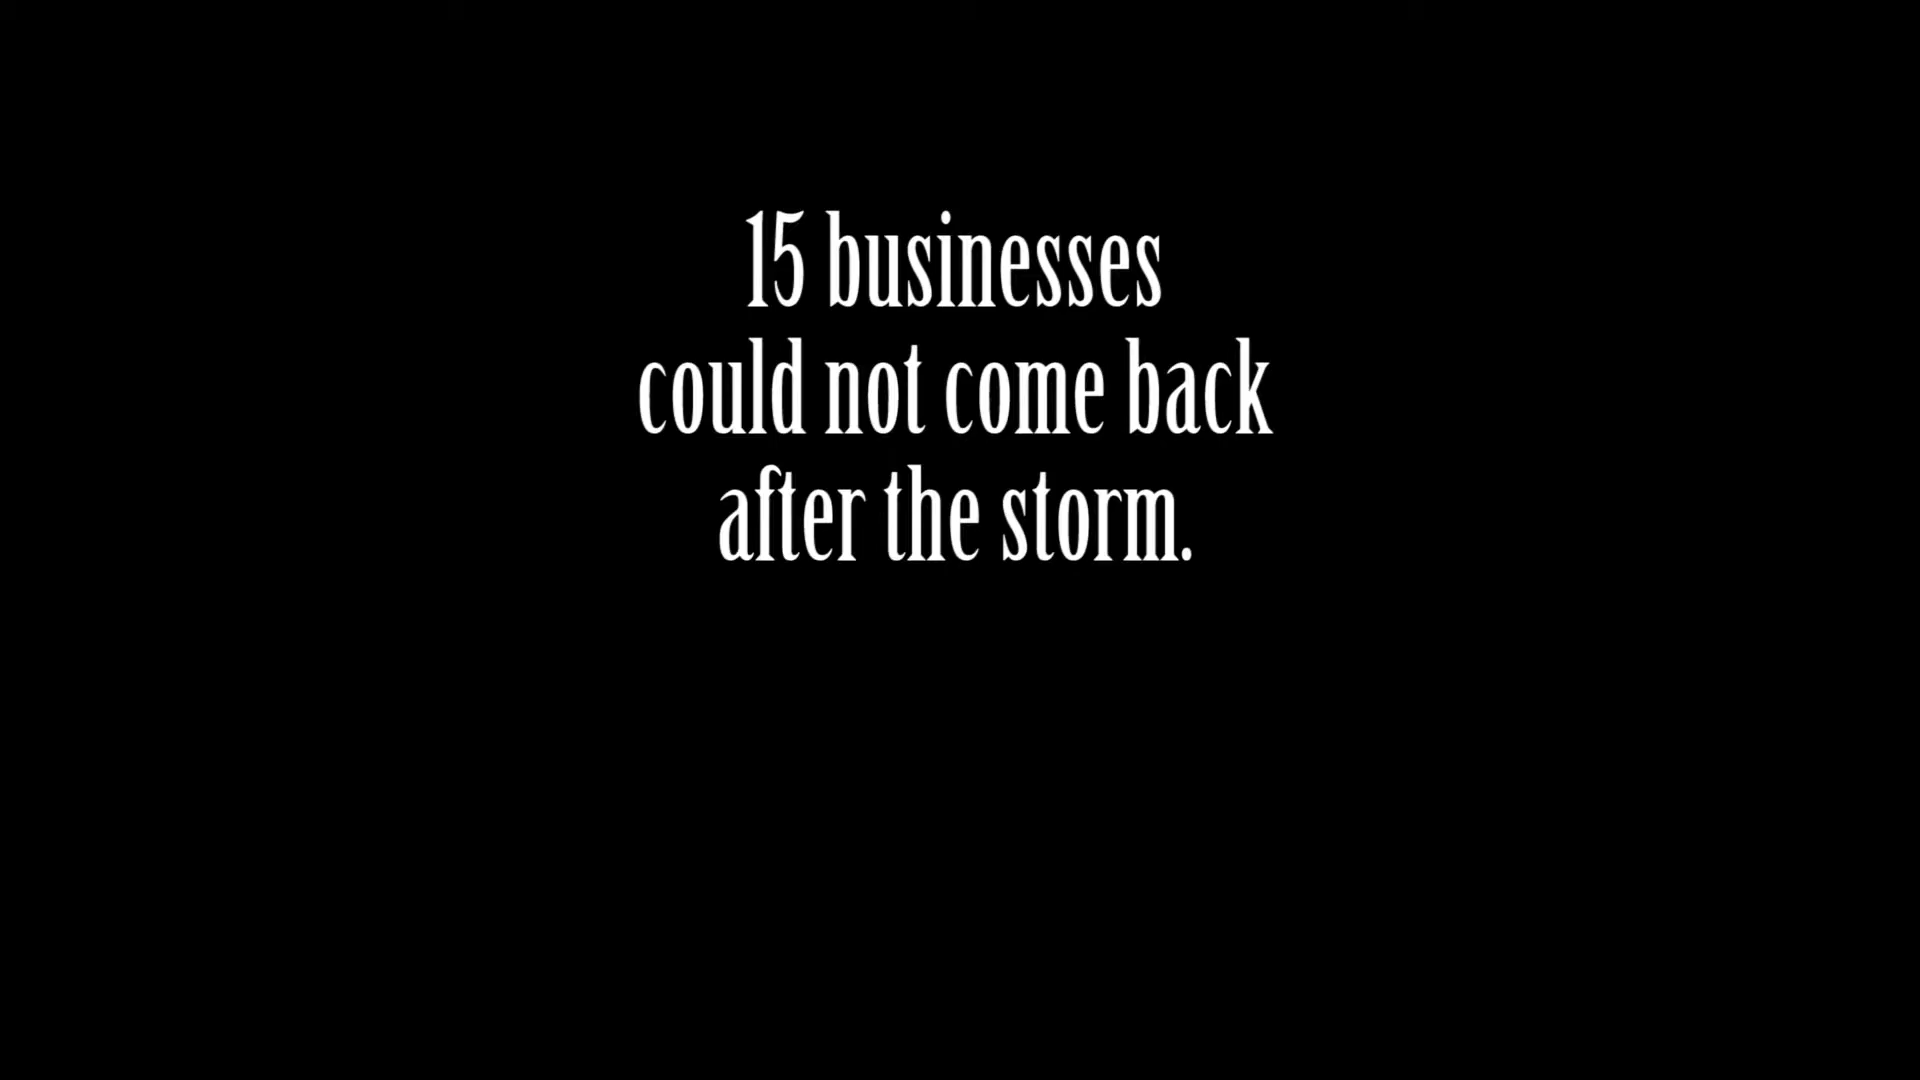 15 businesses
could not come back
after the storm.